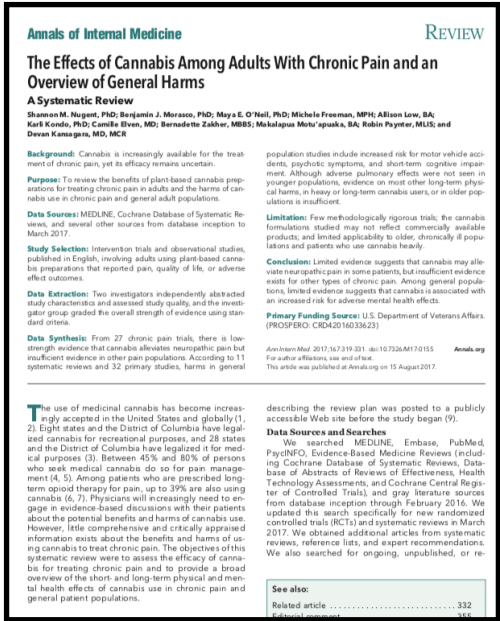 Annals of Internal Medicine
REVIEW
The Effects of Cannabis Among Adults With Chronic Pain and an
Overview of General Harms
A Systematic Review
Shannon M. Nugent, PhD; Benjamin J. Morasco, PhD; Maya E. O'Neil, PhD; Michele Freeman, MPH; Allison Low, BA;
Karli Kondo, PhD; Camille Elven, MD; Bernadette Zakher, MBBS; Makalapua Motu'apuaka, BA; Robin Paynter, MLIS; and
Devan Kansagara, MD, MCR
Background: Cannabis is increasingly available for the treat-
ment of chronic pain, yet its efficacy remains uncertain.
Purpose: To review the benefits of plant-based cannabis prep-
arations for treating chronic pain in adults and the harms of can-
nabis use in chronic pain and general adult populations.
Data Sources: MEDLINE, Cochrane Database of Systematic Re-
views, and several other sources from database inception to
March 2017.
Study Selection: Intervention trials and observational studies,
published in English, involving adults using plant-based canna-
bis preparations that reported pain, quality of life, or adverse
effect outcomes.
Data Extraction: Two investigators independently abstracted
study characteristics and assessed study quality, and the investi-
gator group graded the overall strength of evidence using stan-
dard criteria.
Data Synthesis: From 27 chronic pain trials, there is low-
strength evidence that cannabis alleviates neuropathic pain but
insufficient evidence in other pain populations. According to 11
systematic reviews and 32 primary studies, harms in general
population studies include increased risk for motor vehicle acci-
dents, psychotic symptoms, and short-term cognitive impair-
ment. Although adverse pulmonary effects were not seen in
younger populations, evidence on most other long-term physi-
cal harms, in heavy or long-term cannabis users, or in older pop-
ulations is insufficient.
Limitation: Few methodologically rigorous trials; the cannabis
formulations studied may not reflect commercially available
products; and limited applicability to older, chronically ill popu-
lations and patients who use cannabis heavily.
Conclusion: Limited evidence suggests that cannabis may alle-
viate neuropathic pain in some patients, but insufficient evidence
exists for other types of chronic pain. Among general popula-
tions, limited evidence suggests that cannabis is associated with
an increased risk for adverse mental health effects.
Primary Funding Source: U.S. Department of Veterans Affairs.
(PROSPERO: CRD42016033623)
Ann Intern Med. 2017;167:319-331. doi:10.7326/M17-0155
Annals.org
For author affiliations, see end of text.
This article was published at Annals.org on 15 August 2017.
The use of medicinal cannabis has become increas-
ingly accepted in the United States and globally (1,
2). Eight states and the District of Columbia have legal-
ized cannabis for recreational purposes, and 28 states
and the District of Columbia have legalized it for med-
ical purposes (3). Between 45% and 80% of persons
who seek medical cannabis do so for pain manage-
ment (4, 5). Among patients who are prescribed long-
term opioid therapy for pain, up to 39% are also using
cannabis (6, 7). Physicians will increasingly need to en-
gage in evidence-based discussions with their patients
about the potential benefits and harms of cannabis use.
However, little comprehensive and critically appraised
information exists about the benefits and harms of us-
ing cannabis to treat chronic pain. The objectives of this
systematic review were to assess the efficacy of canna-
bis for treating chronic pain and to provide a broad
overview of the short- and long-term physical and men-
tal health effects of cannabis use in chronic pain and
general patient populations.
describing the review plan was posted to a publicly
accessible Web site before the study began (9).
Data Sources and Searches
We searched MEDLINE, Embase, PubMed,
PsycINFO, Evidence-Based Medicine Reviews (includ-
ing Cochrane Database of Systematic Reviews, Data-
base of Abstracts of Reviews of Effectiveness, Health
Technology Assessments, and Cochrane Central Regis-
ter of Controlled Trials), and gray literature sources
from database inception through February 2016. We
updated this search specifically for new randomized
controlled trials (RCTs) and systematic reviews in March
2017. We obtained additional articles from systematic
reviews, reference lists, and expert recommendations.
We also searched for ongoing, unpublished, or re-
See also:
Related article . . . . . . . . . . . . . . . . . . . . . . . . . . . 332
Editorial comment . . . . . . . . . . . . . . . . . . . . . . . . 355